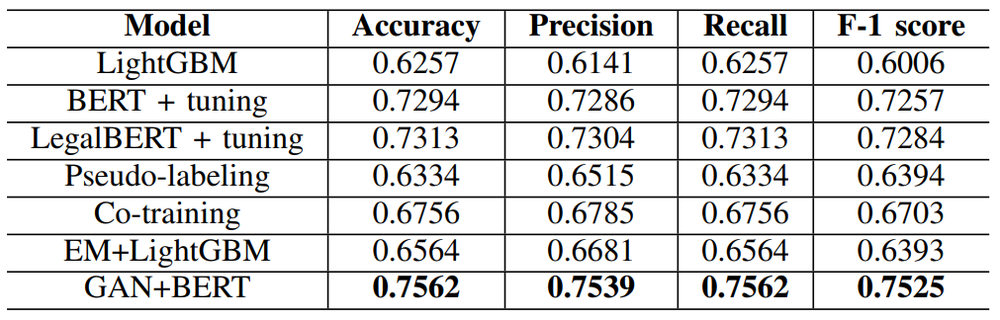 Model Accuracy Precision Recall F-1 score
LightGBM 0.6257 0.6141 0.6257 0.6006
BERT + tuning 0.7294 0.7286 0.7294 0.7257
LegalBERT + tuning 0.7313 0.7304 0.7313 0.7284
Pseudo-labeling 0.6334 0.6515 0.6334 0.6394
Co-training 0.6756 0.6785 0.6756 0.6703
EM+LightGBM 0.6564 0.6681 0.6564 0.6393
GAN+BERT 0.7562 0.7539 0.7562 0.7525